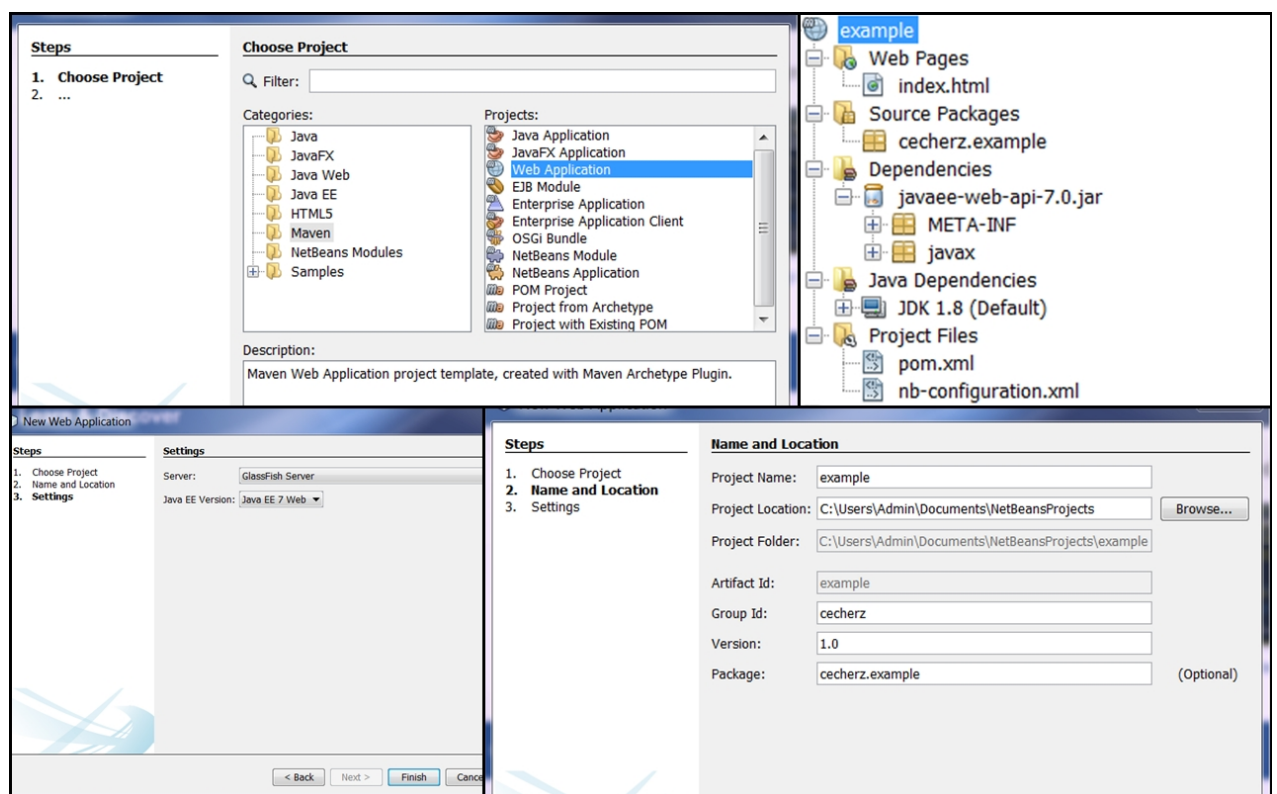 Steps
1. Choose Project
2. ...
Choose Project
Filter:
Categories:
Java
JavaFX
Java Web
Java EE
HTML5
Maven
NetBeans Modules
Samples
Projects:
Java Application
JavaFX Application
Web Application
EJB Module
Enterprise Application
Enterprise Application Client
OSGi Bundle
NetBeans Module
NetBeans Application
POM Project
Project from Archetype
Project with Existing POM
Description:
Maven Web Application project template, created with Maven Archetype Plugin.
example
Web Pages
index.html
Source Packages
cecherz.example
Dependencies
javaee-web-api-7.0.jar
META-INF
javax
Java Dependencies
JDK 1.8 (Default)
Project Files
pom.xml
nb-configuration.xml
New Web Application
Steps
1. Choose Project
2. Name and Location
3. Settings
Settings
Server: GlassFish Server
Java EE Version: Java EE 7 Web
< Back Next > Finish Cance
Steps
1. Choose Project
2. Name and Location
3. Settings
Name and Location
Project Name: example
Project Location: C:\Users\Admin\Documents\NetBeansProjects Browse...
Project Folder: C:\Users\Admin\Documents\NetBeansProjects\example
Artifact Id: example
Group Id: cecherz
Version: 1.0
Package: cecherz.example (Optional)